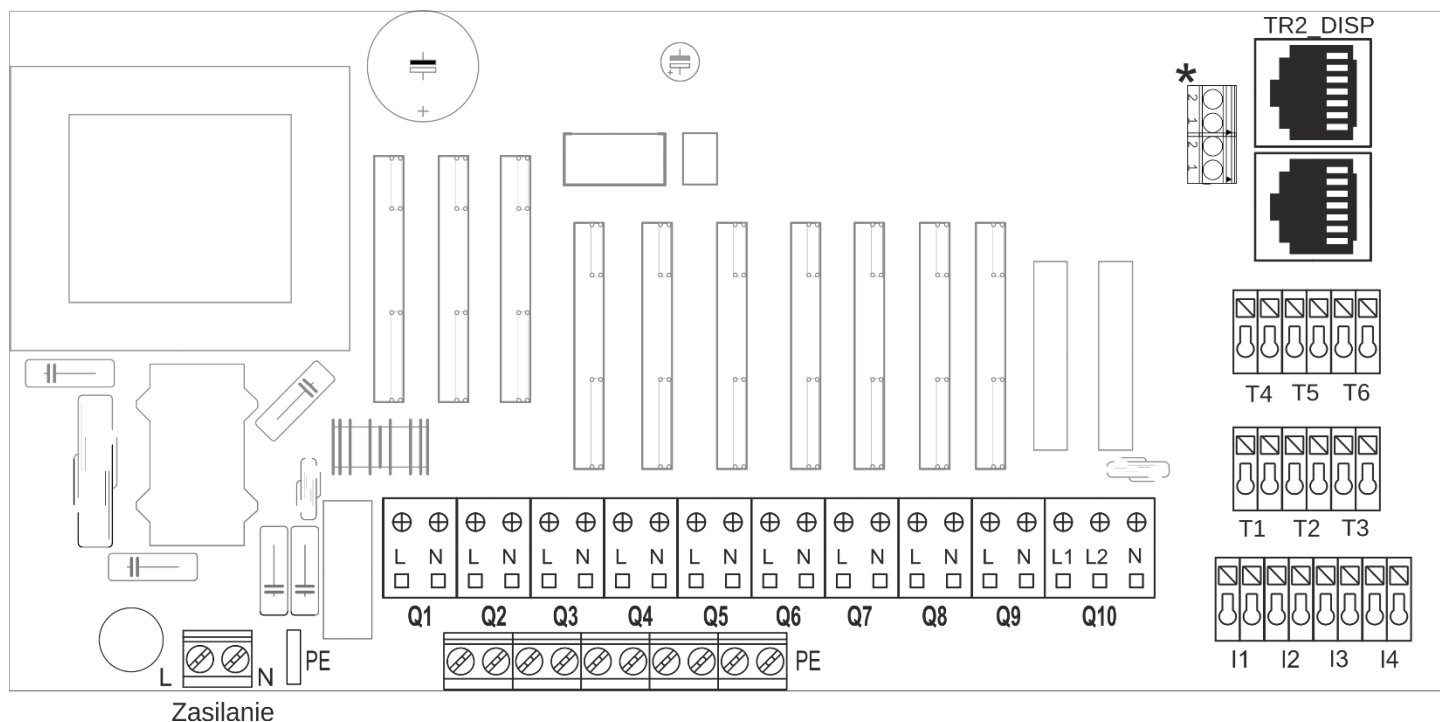 TR2_DISP
*
2
1
2
1
T4 T5 T6
T1 T2 T3
L N L N L N L N L N L N L N L N L N L1 L2 N
Q1 Q2 Q3 Q4 Q5 Q6 Q7 Q8 Q9 Q10
I1 I2 I3 I4
L N PE PE
Zasilanie